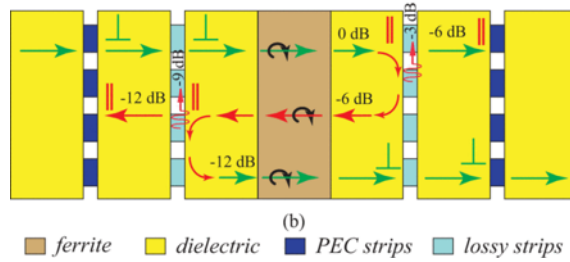 0 dB
-3 dB
-6 dB
-9 dB
-12 dB
-6 dB
-12 dB
(b)
ferrite dielectric PEC strips lossy strips